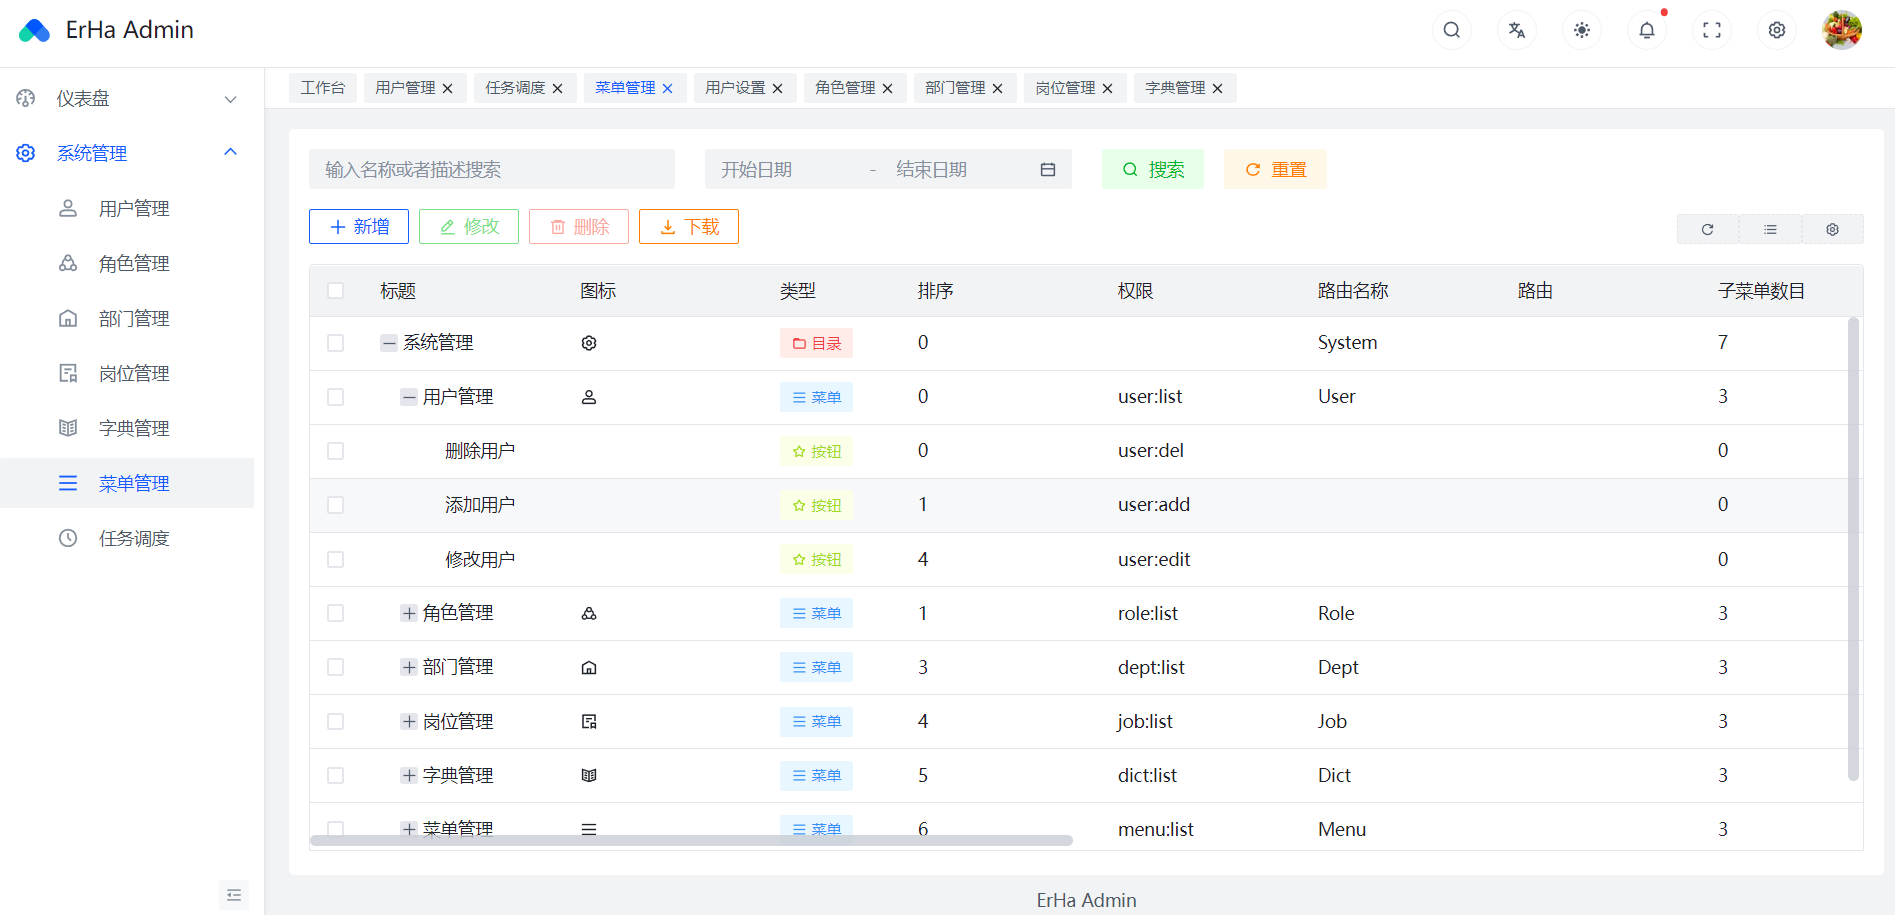 ErHa Admin
工作台 用户管理 任务调度 菜单管理 用户设置 角色管理 部门管理 岗位管理 字典管理
仪表盘
系统管理
用户管理
角色管理
部门管理
岗位管理
字典管理
菜单管理
任务调度
输入名称或者描述搜索 开始日期 - 结束日期 搜索 重置
新增 修改 删除 下载
标题 图标 类型 排序 权限 路由名称 路由 子菜单数目
系统管理 目录 0 System 7
用户管理 菜单 0 user:list User 3
删除用户 按钮 0 user:del 0
添加用户 按钮 1 user:add 0
修改用户 按钮 4 user:edit 0
角色管理 菜单 1 role:list Role 3
部门管理 菜单 3 dept:list Dept 3
岗位管理 菜单 4 job:list Job 3
字典管理 菜单 5 dict:list Dict 3
菜单管理 菜单 6 menu:list Menu 3
ErHa Admin